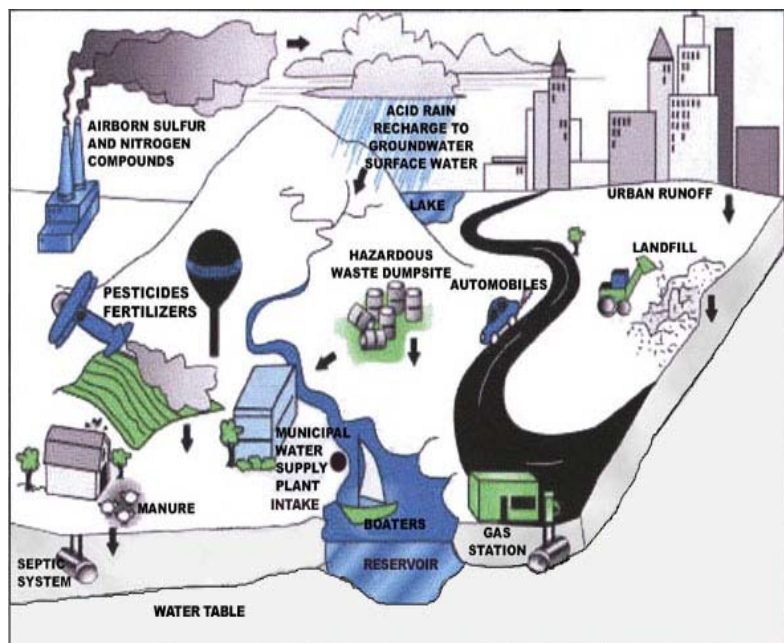 AIRBORN SULFUR
AND NITROGEN
COMPOUNDS
ACID RAIN
RECHARGE TO
GROUNDWATER
SURFACE WATER
LAKE
URBAN RUNOFF
HAZARDOUS
WASTE DUMPSITE
LANDFILL
AUTOMOBILES
PESTICIDES
FERTILIZERS
MUNICIPAL
WATER
SUPPLY
PLANT
INTAKE
MANURE
BOATERS
GAS
STATION
SEPTIC
SYSTEM
RESERVOIR
WATER TABLE